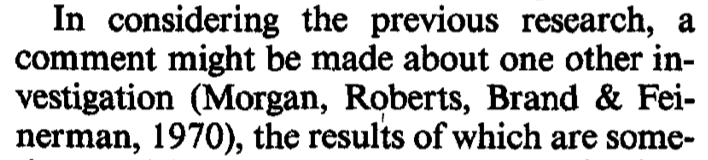 In considering the previous research, a
comment might be made about one other in-
vestigation (Morgan, Roberts, Brand & Fei-
nerman, 1970), the results of which are some-